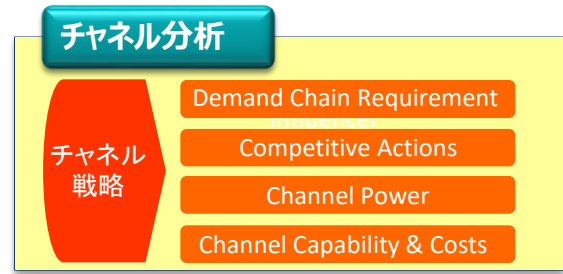 チャネル分析
Demand Chain Requirement
Influencer
チャネル
戦略
Competitive Actions
Channel Power
Channel Capability & Costs